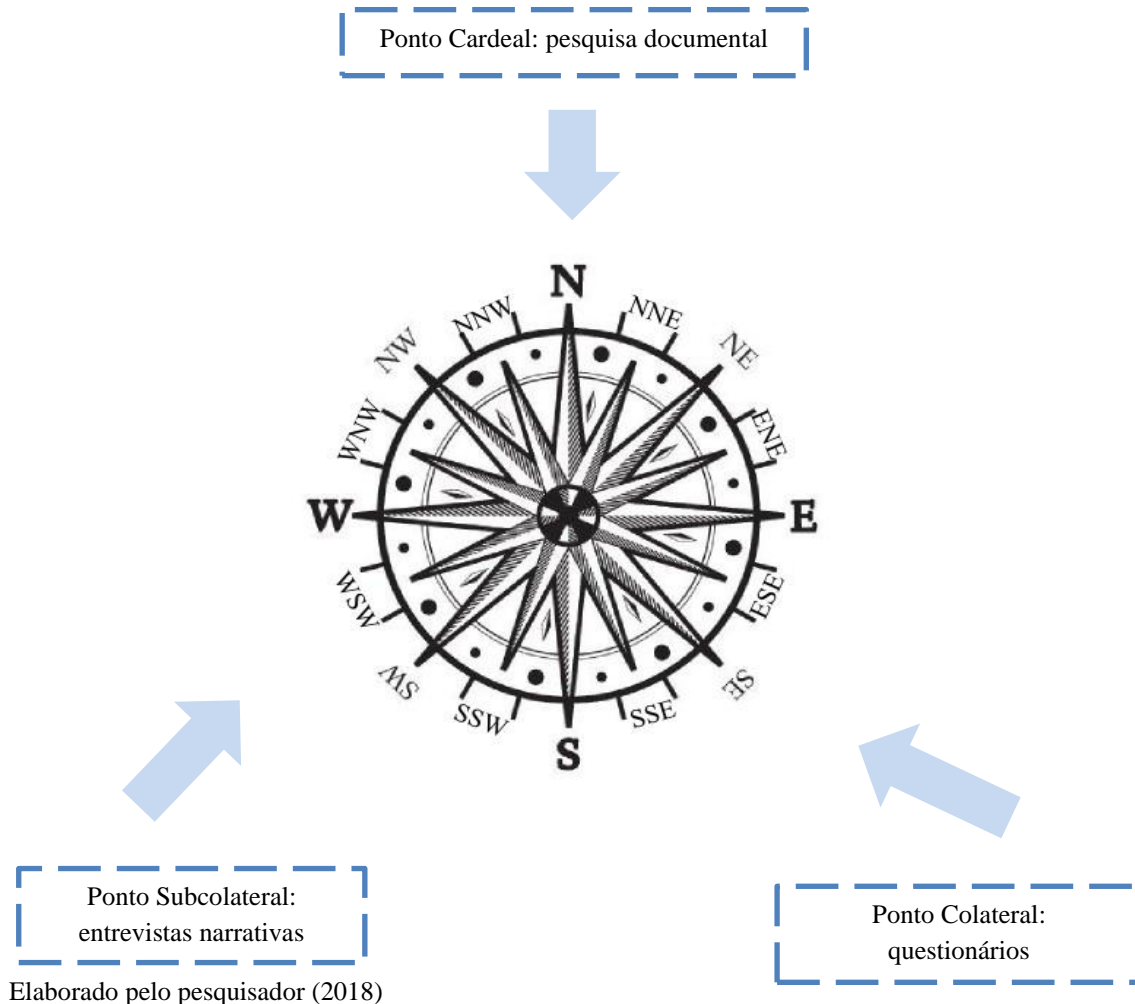 Ponto Cardeal: pesquisa documental
N
NNW
NNE
NW
NE
WNW
ENE
W
E
WSW
ESE
SW
SE
SSW
SSE
S
Ponto Subcolateral:
entrevistas narrativas
Ponto Colateral:
questionários
Elaborado pelo pesquisador (2018)